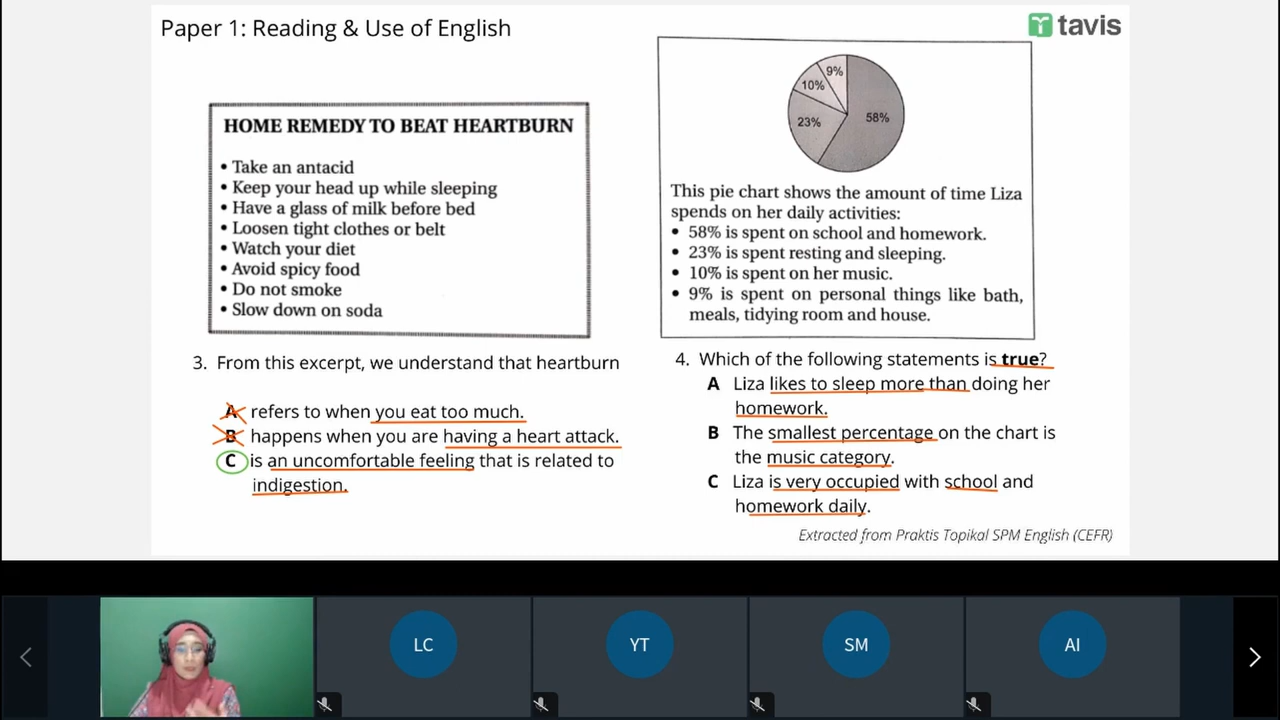 Paper 1: Reading & Use of English
tavis
HOME REMEDY TO BEAT HEARTBURN
• Take an antacid
• Keep your head up while sleeping
• Have a glass of milk before bed
• Loosen tight clothes or belt
• Watch your diet
• Avoid spicy food
• Do not smoke
• Slow down on soda
3. From this excerpt, we understand that heartburn
A refers to when you eat too much.
B happens when you are having a heart attack.
C is an uncomfortable feeling that is related to
indigestion.
9%
10%
23%
58%
This pie chart shows the amount of time Liza
spends on her daily activities:
• 58% is spent on school and homework.
• 23% is spent resting and sleeping.
• 10% is spent on her music.
• 9% is spent on personal things like bath,
meals, tidying room and house.
4. Which of the following statements is true?
A Liza likes to sleep more than doing her
homework.
B The smallest percentage on the chart is
the music category.
C Liza is very occupied with school and
homework daily.
Extracted from Praktis Topikal SPM English (CEFR)
LC
YT
SM
AI